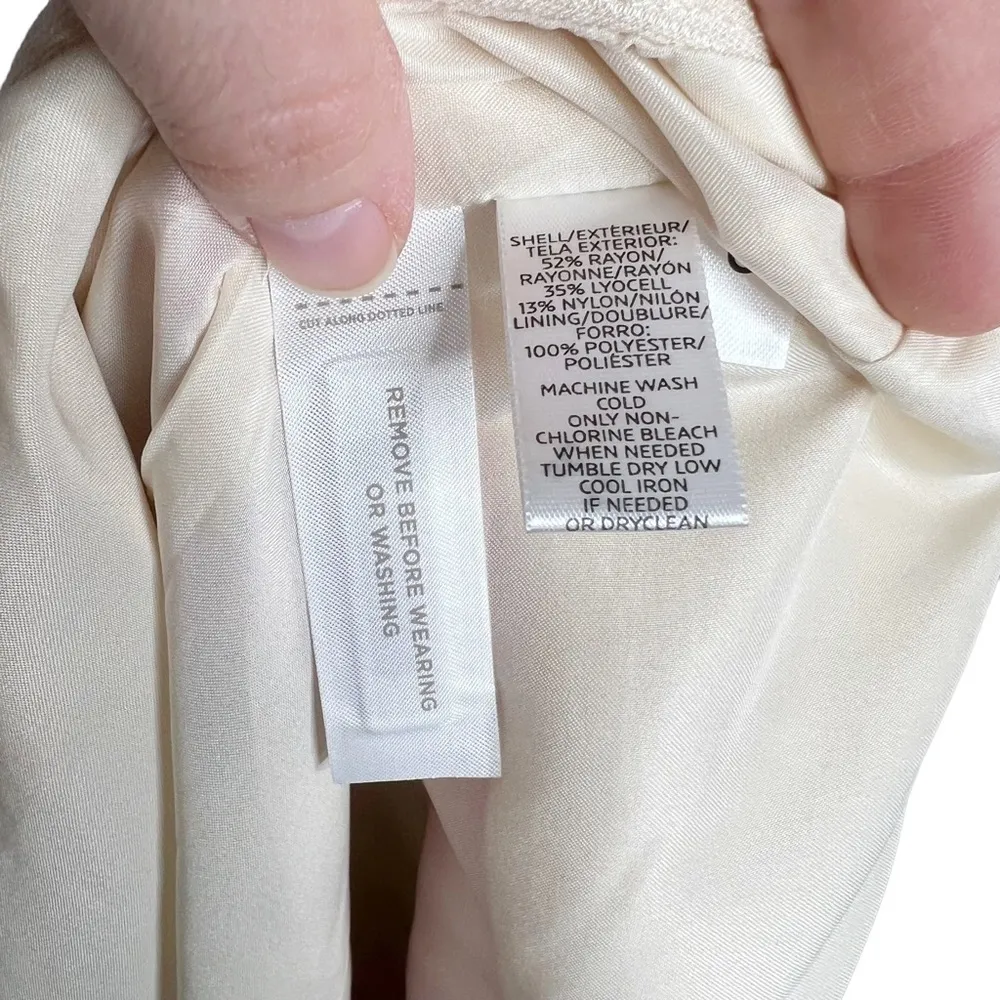 CUT ALONG DOTTED LINE
REMOVE BEFORE WEARING
OR WASHING
SHELL/EXTÉRIEUR/
TELA EXTERIOR:
52% RAYON/
RAYONNE/RAYÓN
35% LYOCELL
13% NYLON/NILÓN
LINING/DOUBLURE/
FORRO:
100% POLYESTER/
POLIÉSTER
MACHINE WASH
COLD
ONLY NON-
CHLORINE BLEACH
WHEN NEEDED
TUMBLE DRY LOW
COOL IRON
IF NEEDED
OR DRYCLEAN